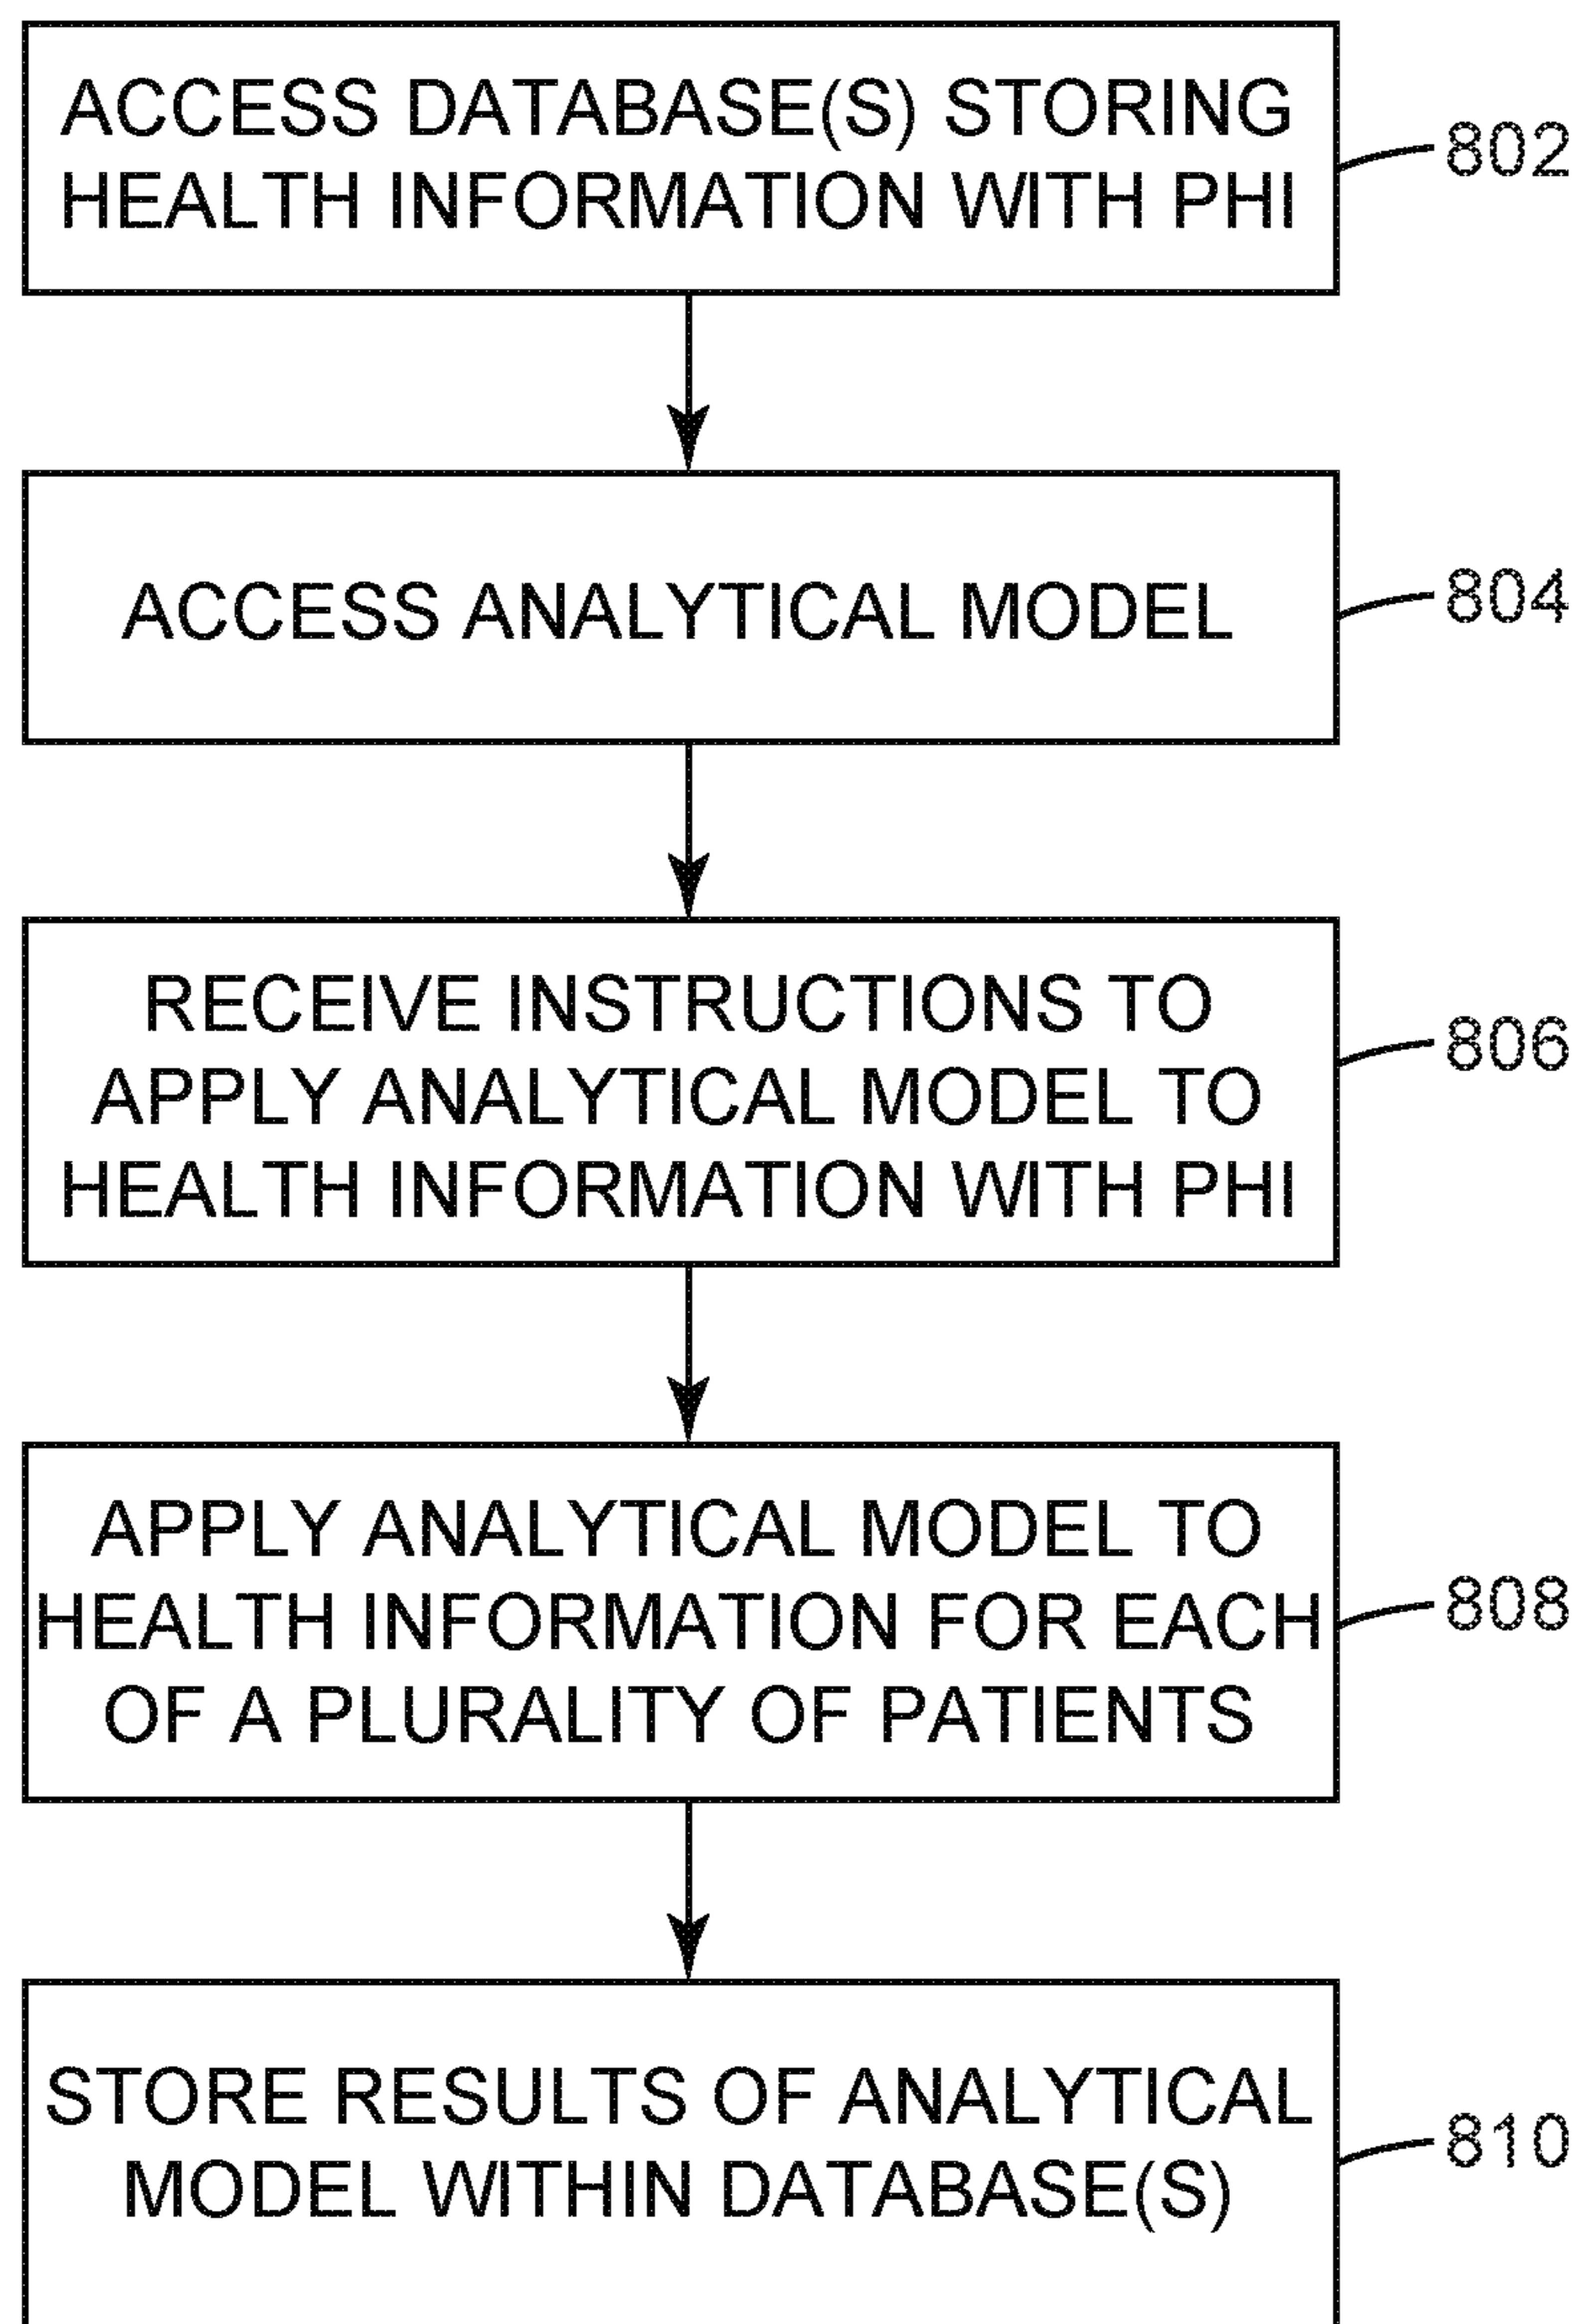 ACCESS DATABASE(S) STORING
HEALTH INFORMATION WITH PHI
802
ACCESS ANALYTICAL MODEL
804
RECEIVE INSTRUCTIONS TO
APPLY ANALYTICAL MODEL TO
HEALTH INFORMATION WITH PHI
806
APPLY ANALYTICAL MODEL TO
HEALTH INFORMATION FOR EACH
OF A PLURALITY OF PATIENTS
808
STORE RESULTS OF ANALYTICAL
MODEL WITHIN DATABASE(S)
810